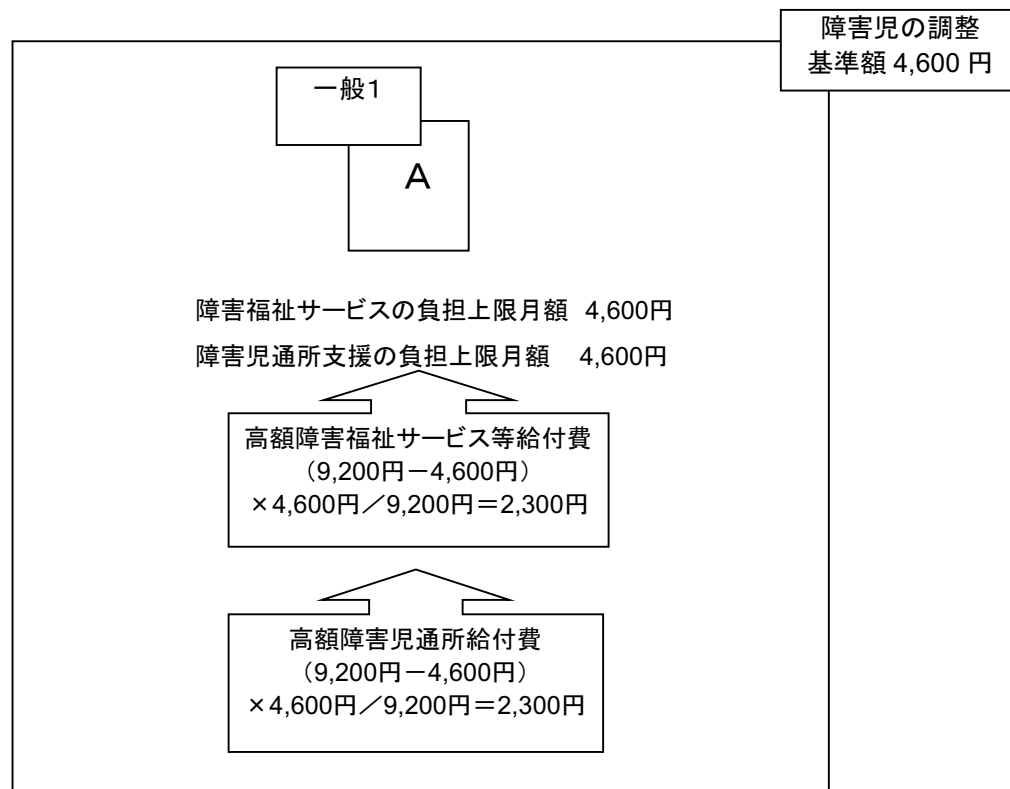 障害児の調整
基準額 4,600 円
一般1
A
障害福祉サービスの負担上限月額 4,600円
障害児通所支援の負担上限月額 4,600円
高額障害福祉サービス等給付費
（9,200円－4,600円）
×4,600円／9,200円＝2,300円
高額障害児通所給付費
（9,200円－4,600円）
×4,600円／9,200円＝2,300円